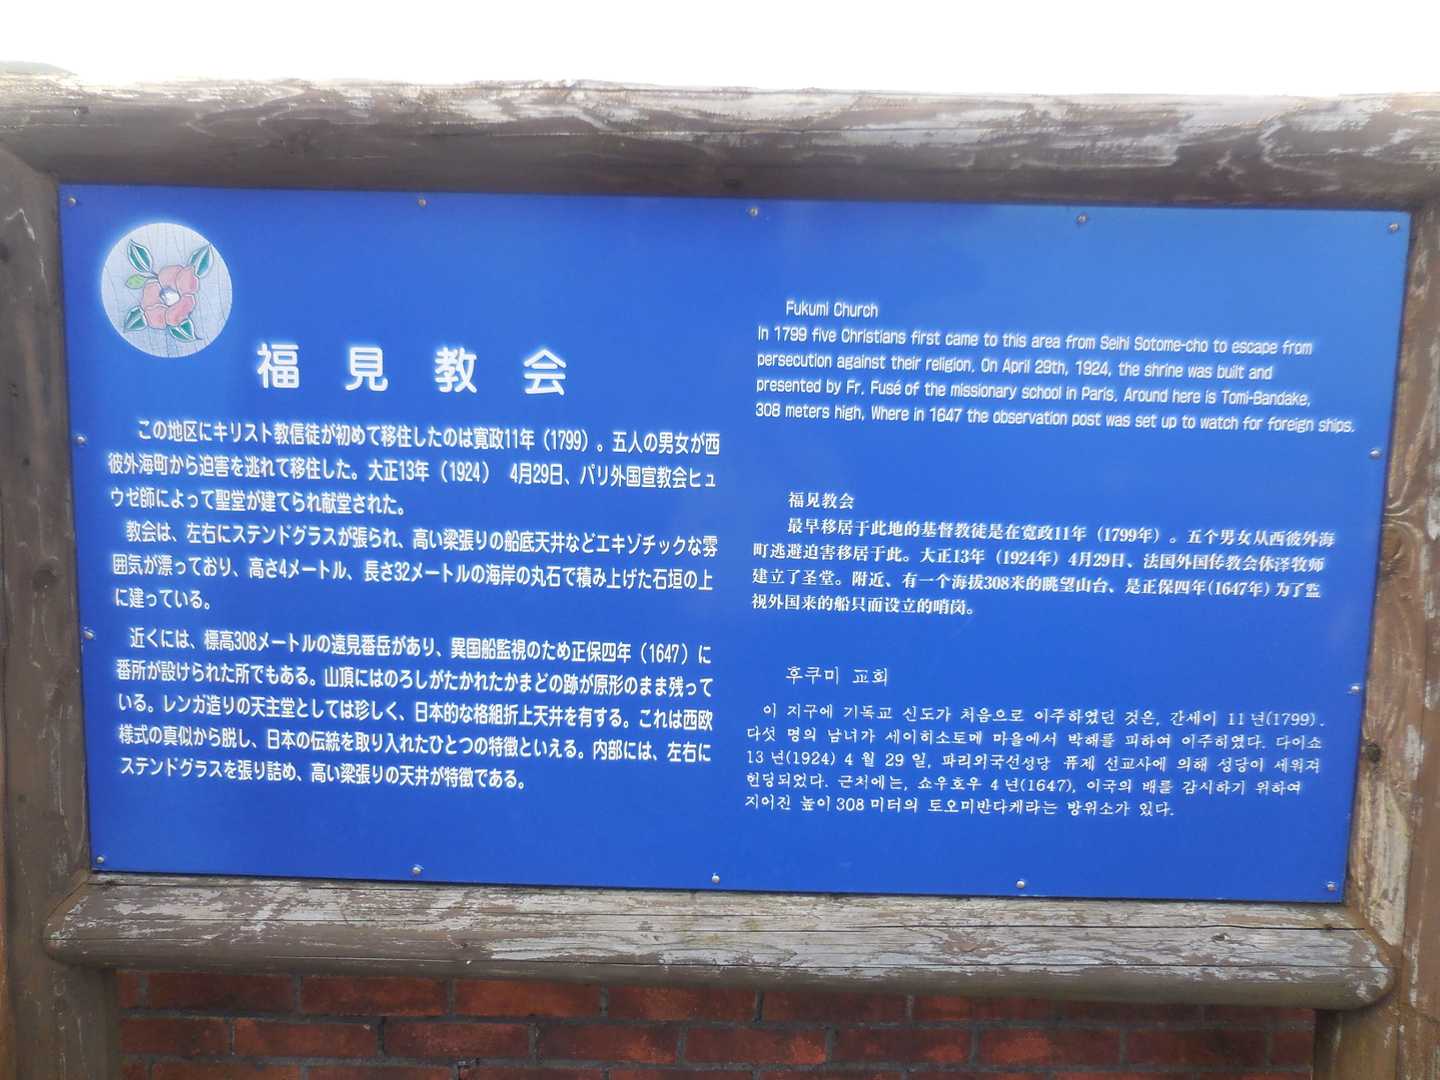 福見教会
この地区にキリスト教信徒が初めて移住したのは寛政11年（1799）。五人の男女が西
彼外海町から迫害を逃れて移住した。大正13年（1924） 4月29日、パリ外国宣教会ヒュ
ウゼ師によって聖堂が建てられ献堂された。
教会は、左右にステンドグラスが張られ、高い梁張りの船底天井などエキゾチックな雰
囲気が漂っており、高さ4メートル、長さ32メートルの海岸の丸石で積み上げた石垣の上
に建っている。
近くには、標高308メートルの遠見番岳があり、異国船監視のため正保四年（1647）に
番所が設けられた所でもある。山頂にはのろしがたかれたかまどの跡が原形のまま残って
いる。レンガ造りの天主堂としては珍しく、日本的な格組折上天井を有する。これは西欧
様式の真似から脱し、日本の伝統を取り入れたひとつの特徴といえる。内部には、左右に
ステンドグラスを張り詰め、高い梁張りの天井が特徴である。
Fukumi Church
In 1799 five Christians first came to this area from Seihi Sotome-cho to escape from
persecution against their religion. On April 29th, 1924, the shrine was built and
presented by Fr. Fusé of the missionary school in Paris. Around here is Tomi-Bandake,
308 meters high, Where in 1647 the observation post was set up to watch for foreign ships.
福见教会
最早移居于此地的基督教徒是在宽政11年（1799年）。五个男女从西彼外海
町逃避迫害移居于此。大正13年（1924年）4月29日、法国外国传教会休泽牧师
建立了圣堂。附近、有一个海拔308米的眺望山台、是正保四年(1647年)为了监
视外国来的船只而设立的哨岗。
후쿠미 교회
이 지구에 기독교 신도가 처음으로 이주하였던 것은, 간세이 11년(1799).
다섯 명의 남녀가 세이히소토메 마을에서 박해를 피하여 이주하였다. 다이쇼
13년(1924) 4월 29일, 파리외국선성당 퓨제 선교사에 의해 성당이 세워져
헌당되었다. 근처에는, 쇼우호우 4년(1647), 이국의 배를 감시하기 위하여
지어진 높이 308미터의 토오미반다케라는 방위소가 있다.